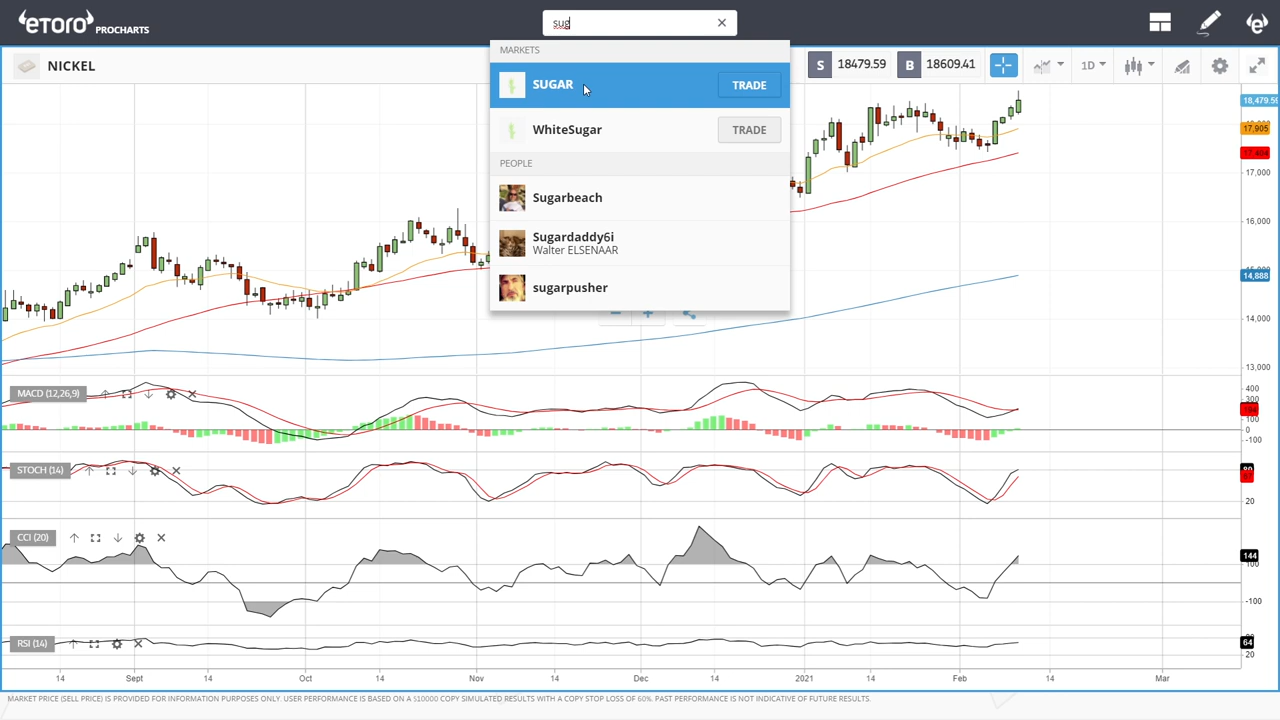 eTORO PROCHARTS
sug
NICKEL
MARKETS
SUGAR TRADE
WhiteSugar TRADE
PEOPLE
Sugarbeach
Sugardaddy6i
Walter ELSENAAR
sugarpusher
S 18479.59 B 18609.41 1D
18,479.59
17,905
17,404
17,000
16,000
14,888
14,000
13,000
MACD (12,26,9)
400
300
194
100
0
-100
STOCH (14)
20
CCI (20)
144
100
-100
RSI (14)
64
20
14 Sept 14 Oct 14 Nov 14 Dec 14 2021 14 Feb 14 Mar
MARKET PRICE (SELL PRICE) IS PROVIDED FOR INFORMATION PURPOSES ONLY. USER PERFORMANCE IS BASED ON A $10000 COPY SIMULATED RESULTS WITH A COPY STOP LOSS OF 60%. PAST PERFORMANCE IS NOT INDICATIVE OF FUTURE RESULTS.